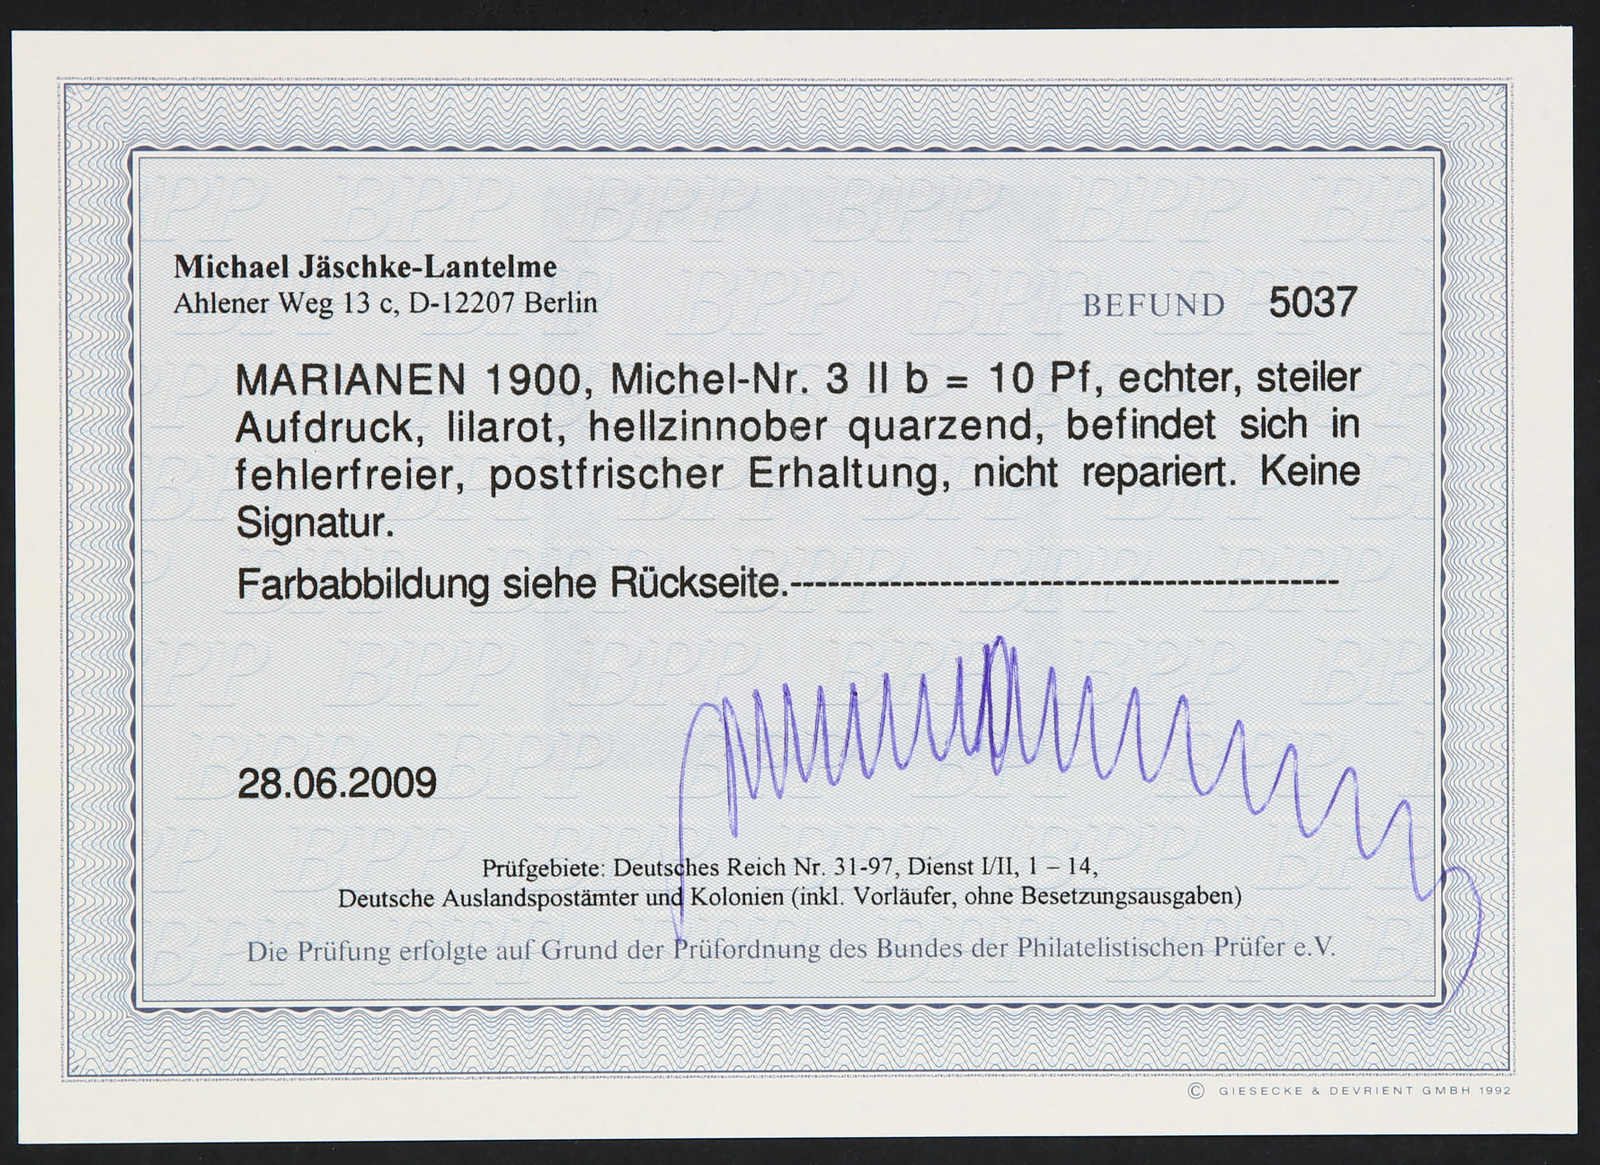 Michael Jäschke-Lantelme
Ahlener Weg 13 c, D-12207 Berlin
BEFUND 5037
MARIANEN 1900, Michel-Nr. 3 II b = 10 Pf, echter, steiler
Aufdruck, lilarot, hellzinnober quarzend, befindet sich in
fehlerfreier, postfrischer Erhaltung, nicht repariert. Keine
Signatur.
Farbabbildung siehe Rückseite.--------------------------------------------
28.06.2009
Prüfgebiete: Deutsches Reich Nr. 31-97, Dienst I/II, 1 – 14,
Deutsche Auslandspostämter und Kolonien (inkl. Vorläufer, ohne Besetzungsausgaben)
Die Prüfung erfolgte auf Grund der Prüfordnung des Bundes der Philatelistischen Prüfer e.V.
© GIESECKE & DEVRIENT GMBH 1992